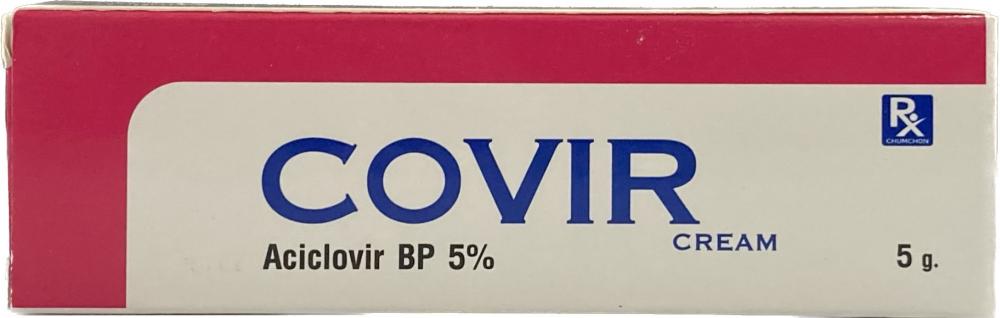 Rx
CHUMCHON
COVIR
CREAM
Aciclovir BP 5%
5 g.